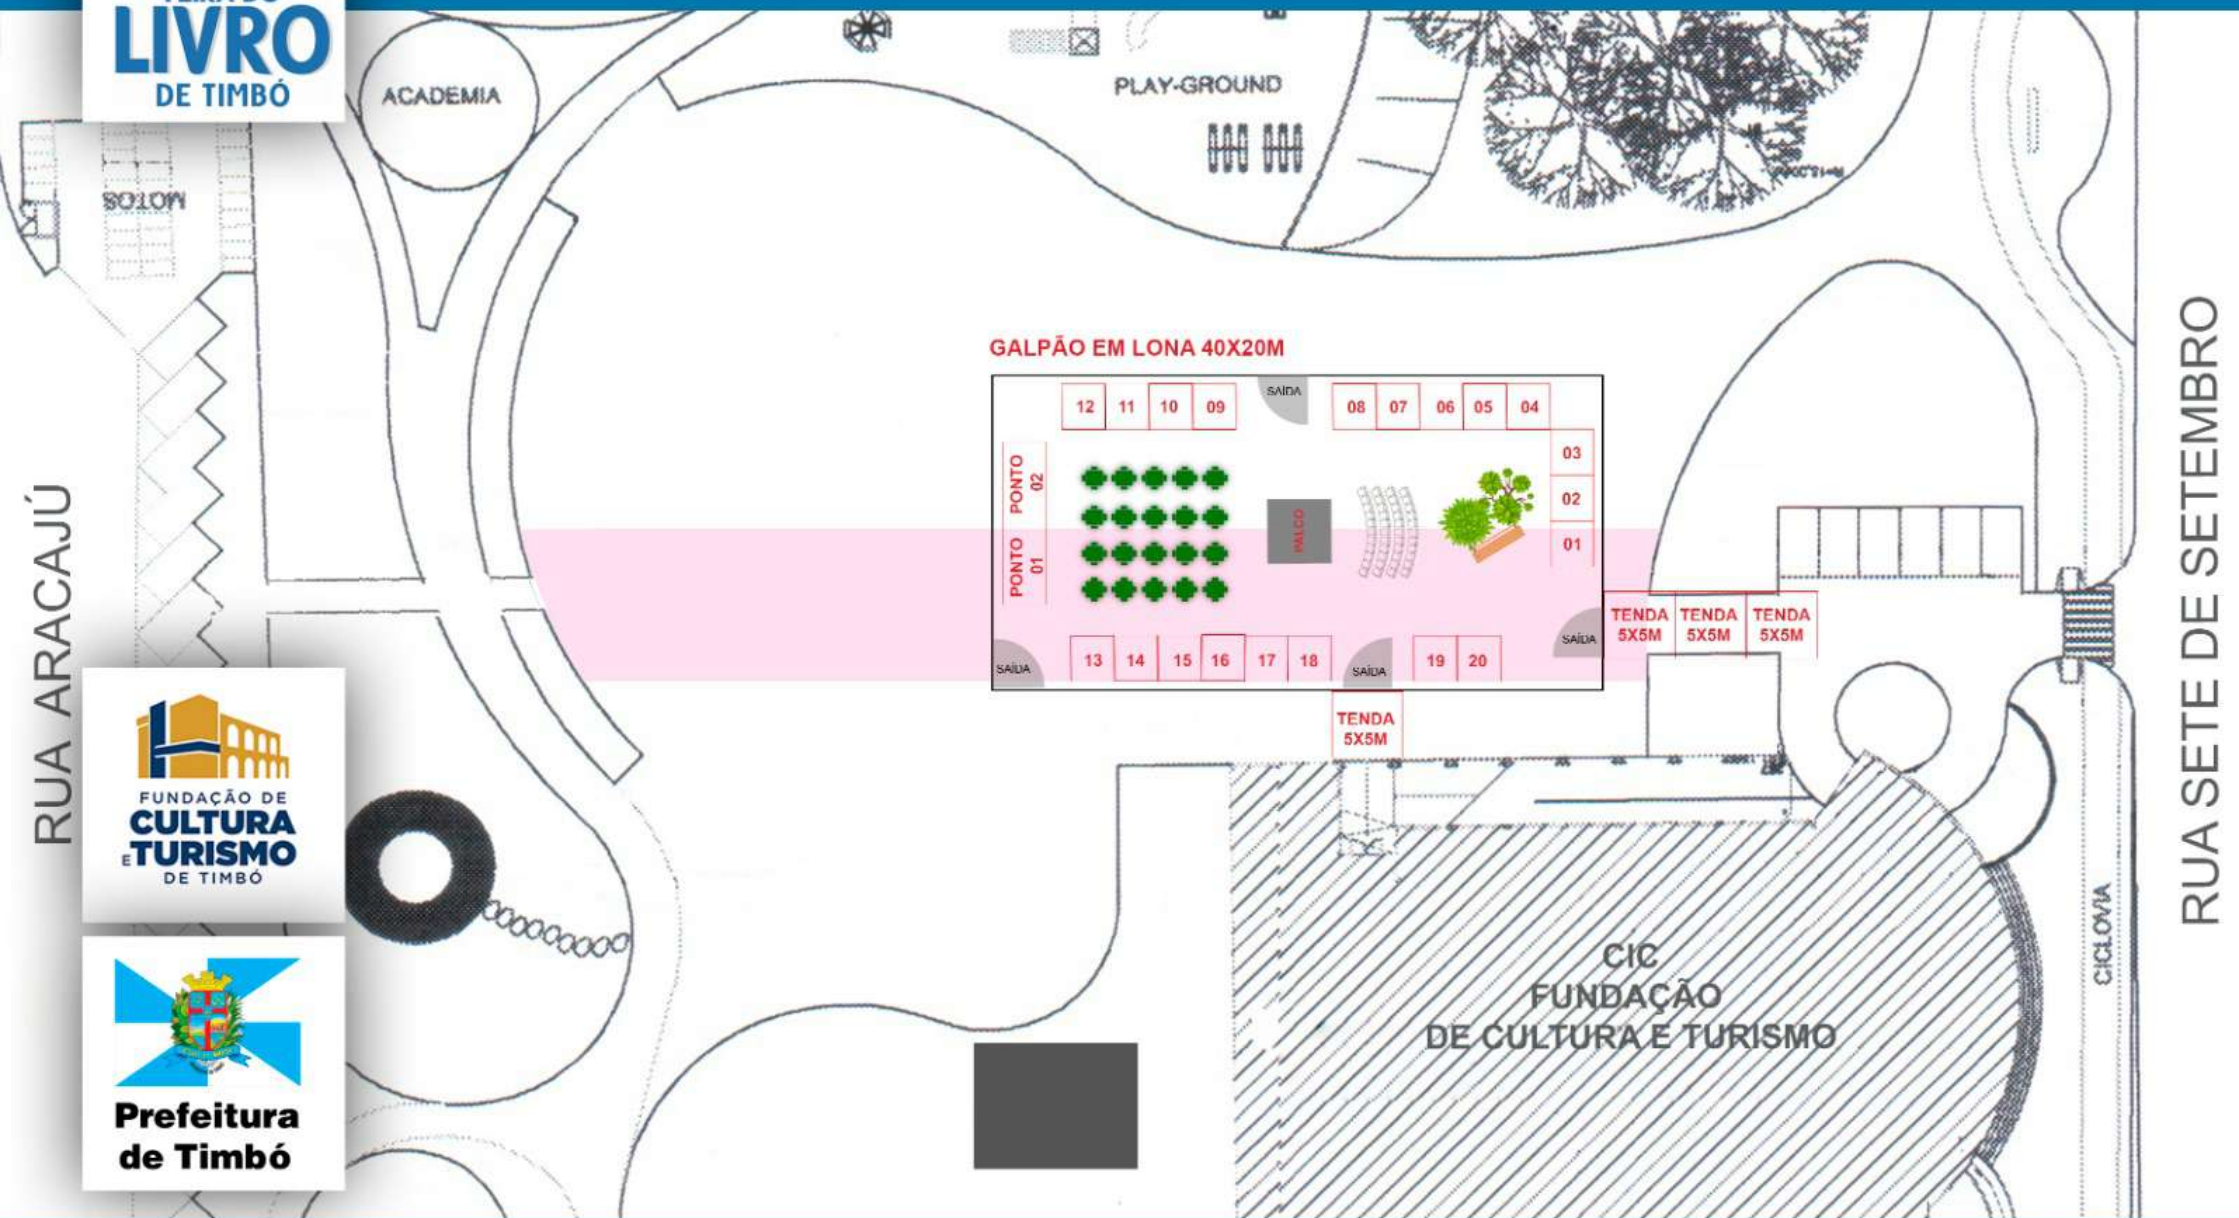 LIVRO
DE TIMBÓ
ACADEMIA
PLAY-GROUND
MOTOS
RUA ARACAJÚ
RUA SETE DE SETEMBRO
GALPÃO EM LONA 40X20M
12 11 10 09 SAÍDA 08 07 06 05 04
03
02
01
PONTO
02
PONTO
01
PALCO
SAÍDA 13 14 15 16 17 18 SAÍDA 19 20 SAÍDA
TENDA
5X5M
TENDA
5X5M
TENDA
5X5M
TENDA
5X5M
FUNDAÇÃO DE
CULTURA
E TURISMO
DE TIMBÓ
Prefeitura
de Timbó
CIC
FUNDAÇÃO
DE CULTURA E TURISMO
CICLOVIA